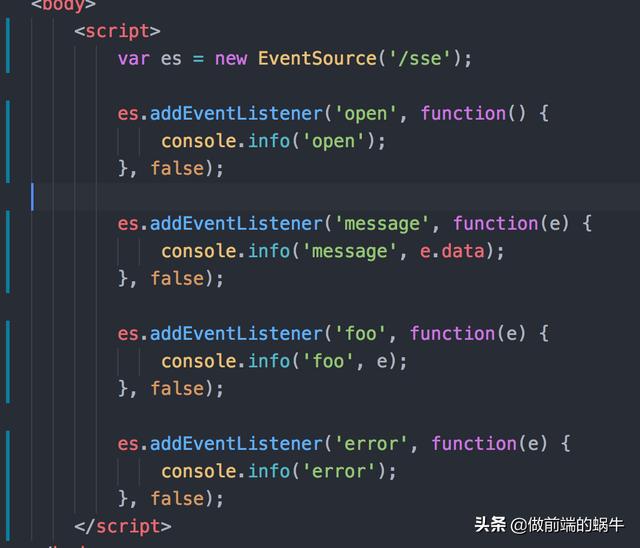 <body>
<script>
var es = new EventSource('/sse');
es.addEventListener('open', function() {
console.info('open');
}, false);
es.addEventListener('message', function(e) {
console.info('message', e.data);
}, false);
es.addEventListener('foo', function(e) {
console.info('foo', e);
}, false);
es.addEventListener('error', function(e) {
console.info('error');
}, false);
</script>
头条 @做前端的蜗牛